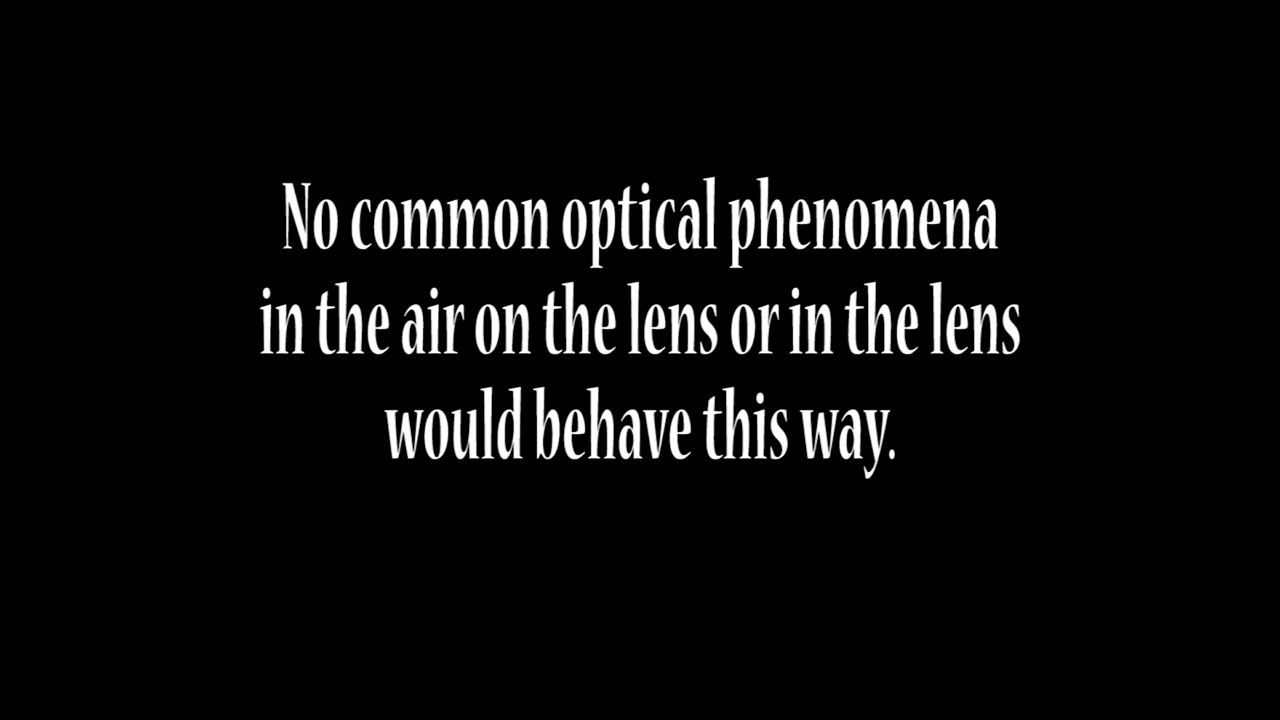 No common optical phenomena
in the air on the lens or in the lens
would behave this way.